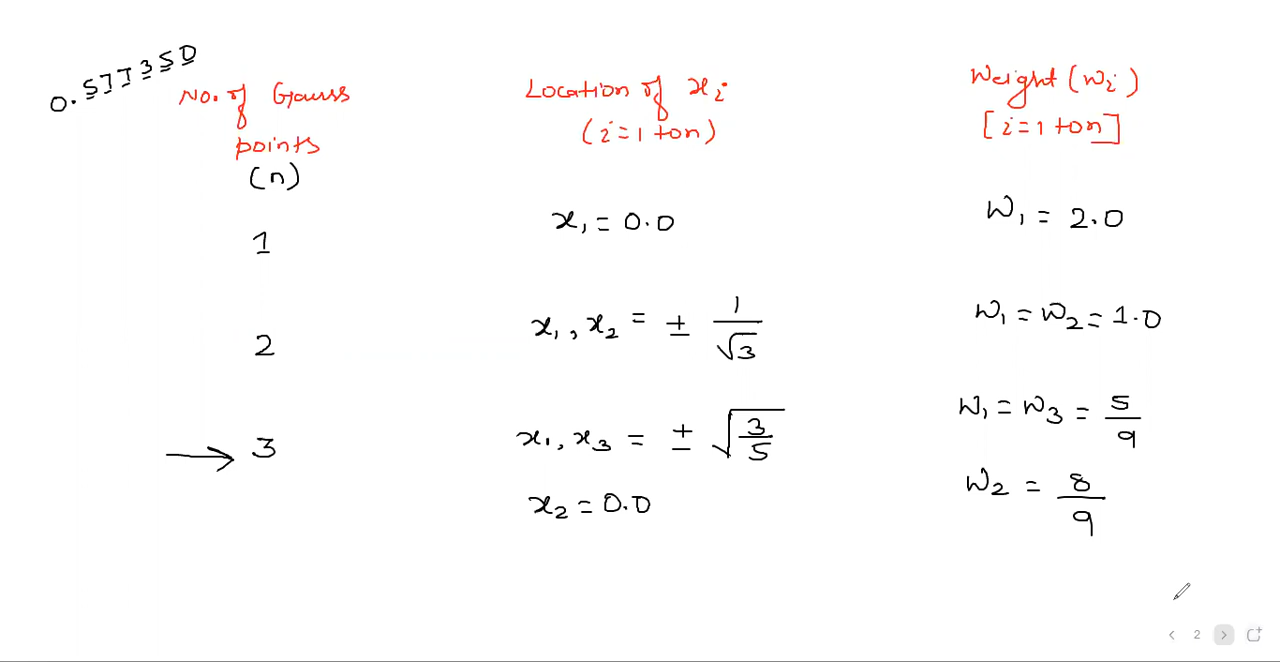 0.577350
No. of Gauss
points
(n)
Location of xi
(i=1 to n)
Weight (wi)
[i=1 to n]
1
x1 = 0.0
W1 = 2.0
2
x1, x2 = ± 1/√3
W1 = W2 = 1.0
3
x1, x3 = ± √(3/5)
W1 = W3 = 5/9
x2 = 0.0
W2 = 8/9
2